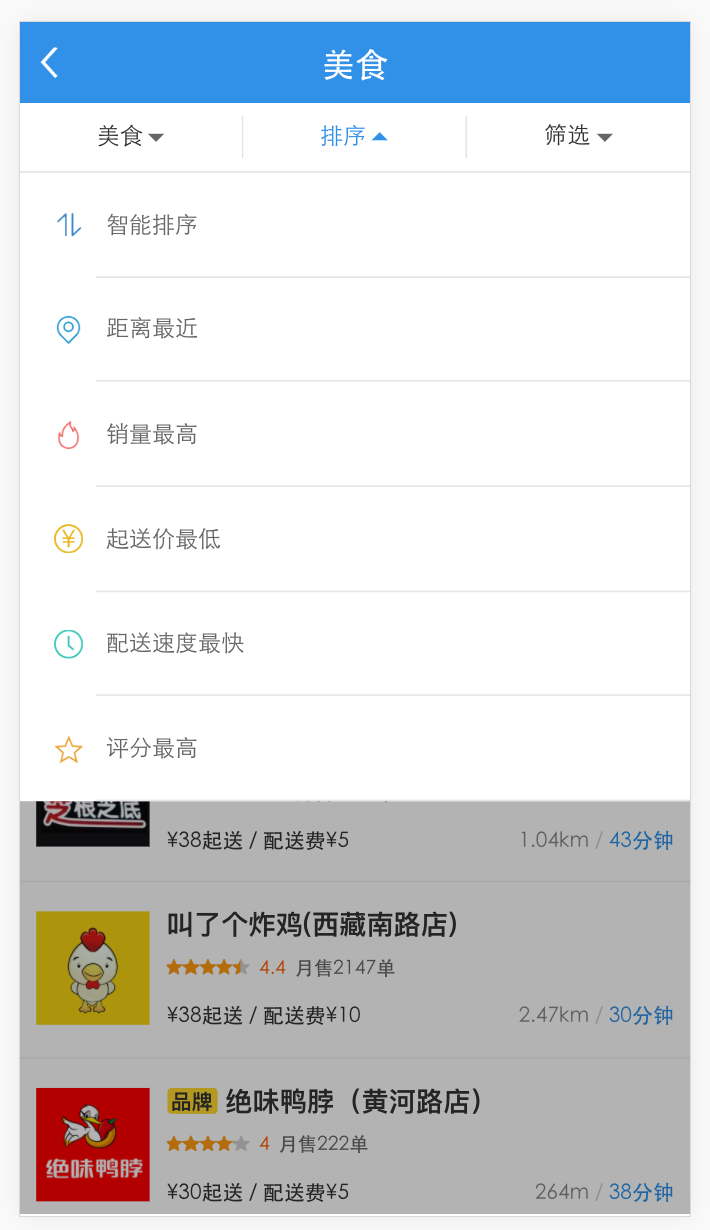 美食
美食 排序 筛选
智能排序
距离最近
销量最高
起送价最低
配送速度最快
评分最高
¥38起送 / 配送费¥5 1.04km / 43分钟
叫了个炸鸡(西藏南路店)
4.4 月售2147单
¥38起送 / 配送费¥10 2.47km / 30分钟
品牌 绝味鸭脖（黄河路店）
4 月售222单
绝味鸭脖
¥30起送 / 配送费¥5 264m / 38分钟